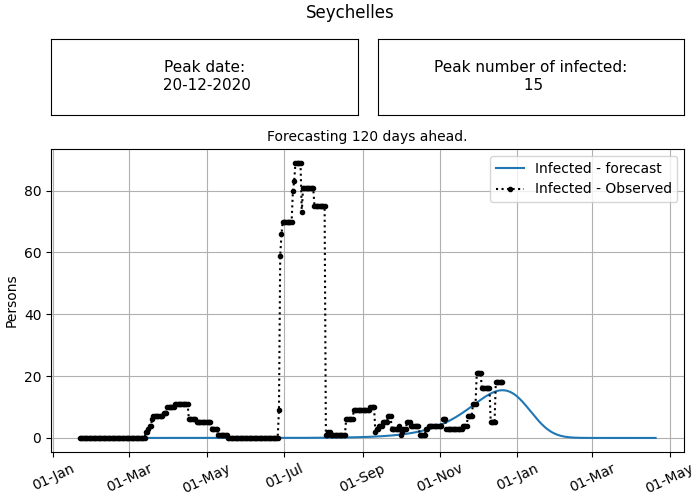 Seychelles
Peak date:
20-12-2020
Peak number of infected:
15
Forecasting 120 days ahead.
Infected - forecast
Infected - Observed
Persons
80
60
40
20
0
01-Jan
01-Mar
01-May
01-Jul
01-Sep
01-Nov
01-Jan
01-Mar
01-May